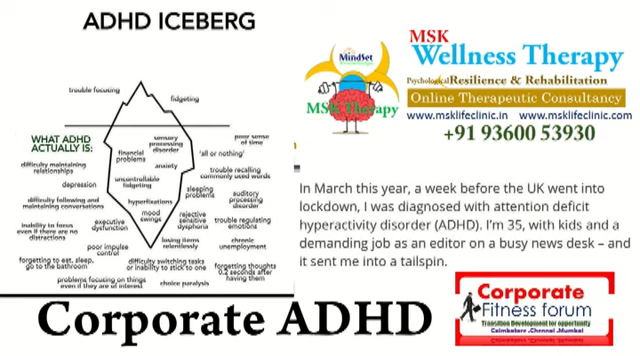 ADHD ICEBERG
trouble focusing
fidgeting
WHAT ADHD
ACTUALLY IS:
sensory
processing
disorder
poor sense
of time
financial
problems
'all or nothing'
anxiety
difficulty maintaining
relationships
trouble recalling
commonly used words
uncontrollable
fidgeting
depression
sleeping
problems
auditory
processing
disorder
difficulty following and
maintaining conversations
hyperfixations
mood
swings
rejective
sensitive
dysphoria
trouble regulating
emotions
inability to focus
even if there are no
distractions
executive
dysfunction
losing items
relentlessly
chronic
unemployment
poor impulse
control
forgetting to eat, sleep,
go to the bathroom
difficulty switching tasks
or inability to stick to one
forgetting thoughts
0.2 seconds after
having them
problems focusing on things
even if they are of interest
choice paralysis
Corporate ADHD
MindSet
MSK Therapy
MSK
Wellness Therapy
Psychological Resilience & Rehabilitation
Online Therapeutic Consultancy
www.msklifeclinic.in www.msklifeclinic.com
+91 93600 53930
In March this year, a week before the UK went into
lockdown, I was diagnosed with attention deficit
hyperactivity disorder (ADHD). I'm 35, with kids and a
demanding job as an editor on a busy news desk – and
it sent me into a tailspin.
Corporate
Fitness forum
Transition Development for opportunity
Coimbatore .Chennai .Mumbai